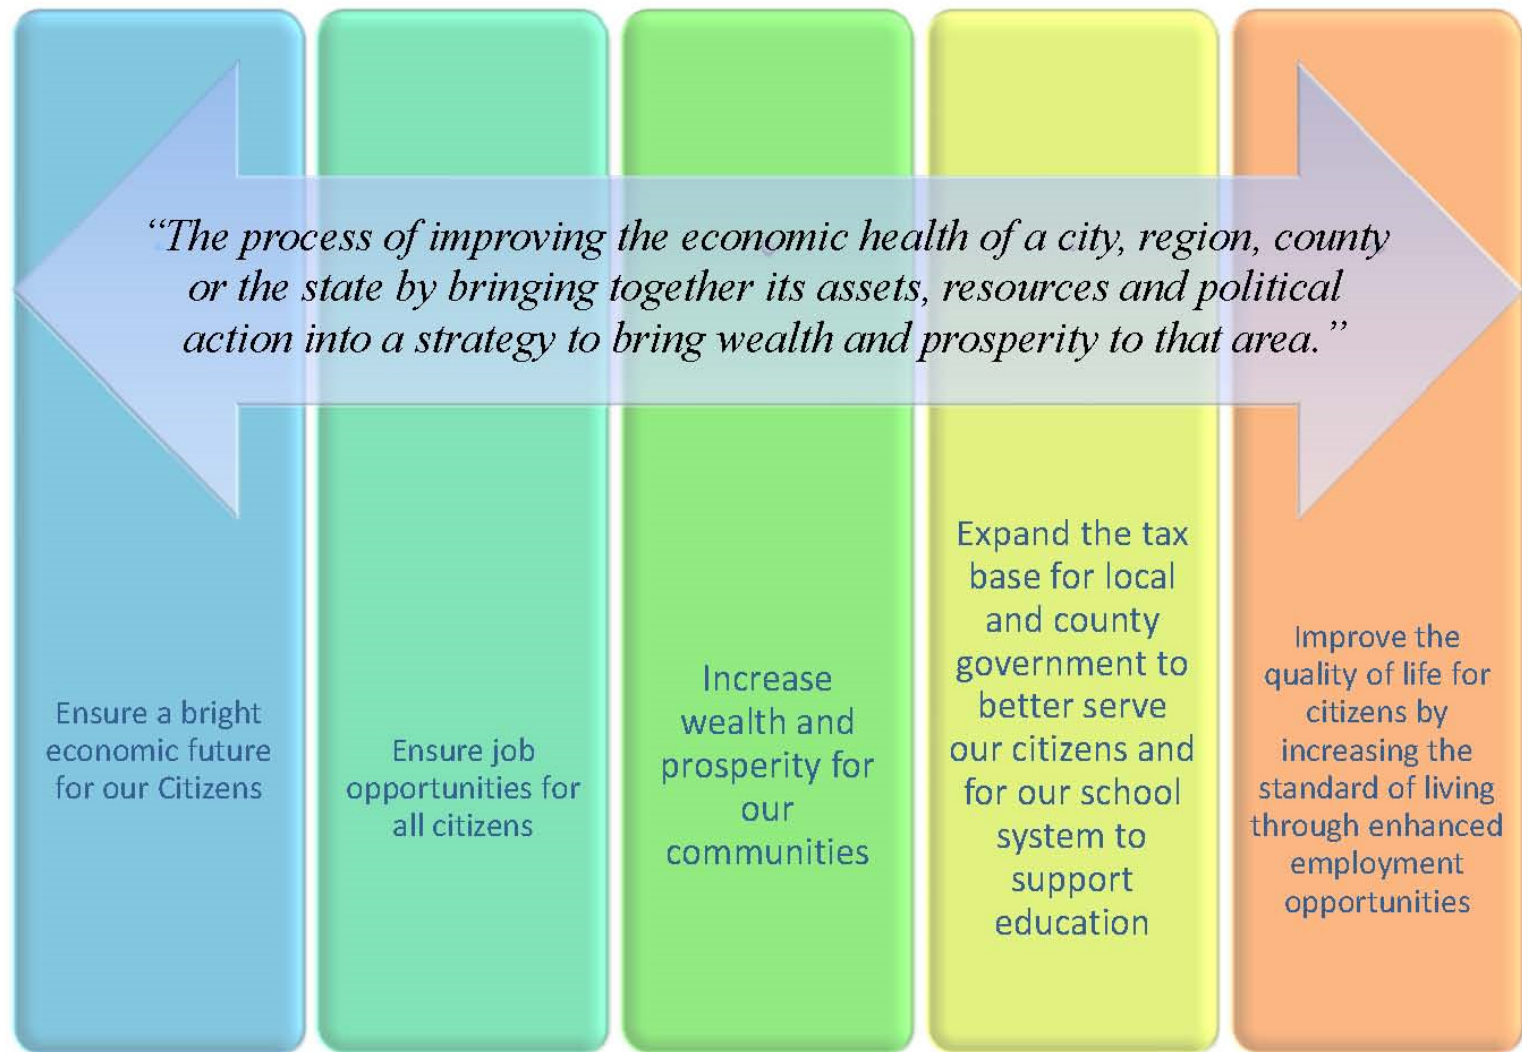 “The process of improving the economic health of a city, region, county
or the state by bringing together its assets, resources and political
action into a strategy to bring wealth and prosperity to that area.”
Ensure a bright
economic future
for our Citizens
Ensure job
opportunities for
all citizens
Increase
wealth and
prosperity for
our
communities
Expand the tax
base for local
and county
government to
better serve
our citizens and
for our school
system to
support
education
Improve the
quality of life for
citizens by
increasing the
standard of living
through enhanced
employment
opportunities